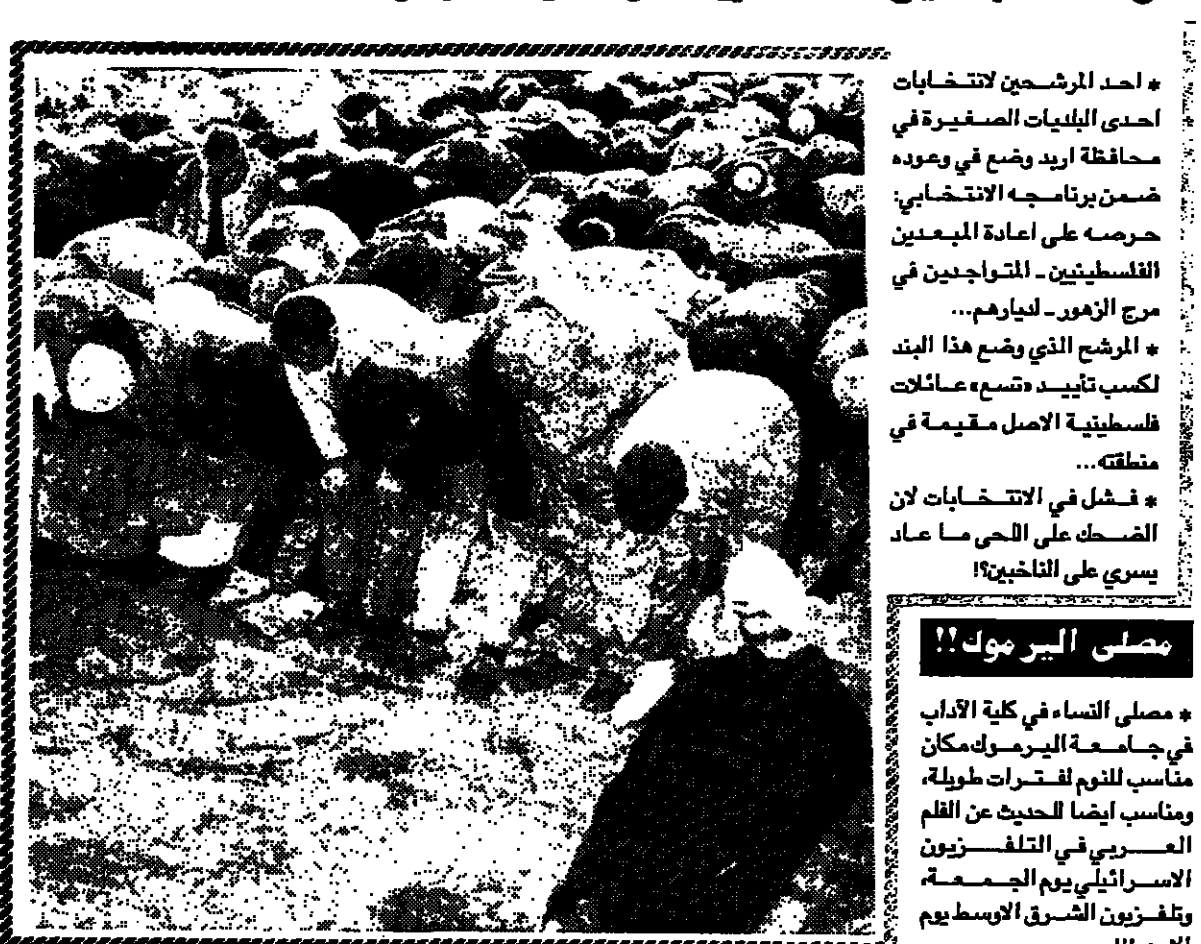 * احد المرشحين لانتخابات
احدى البلديات الصغيرة في
محافظة اربد وضع في وعوده
ضمن برنامجه الانتخابي:
حرصه على اعادة المبعدين
الفلسطينيين ـ المتواجدين في
مرج الزهور ـ لديارهم...
* المرشح الذي وضع هذا البند
لكسب تأييد «تسع» عائلات
فلسطينية الاصل مقيمة في
منطقته...
* فشل في الانتخابات لان
الضحك على اللحى ما عاد
يسري على الناخبين؟!
مصلى اليرموك!!
* مصلى النساء في كلية الآداب
في جامعة اليرموك مكان
مناسب للنوم لفترات طويلة،
ومناسب ايضا للحديث عن الفلم
العربي في التلفزيون
الاسرائيلي يوم الجمعة،
وتلفزيون الشرق الاوسط يوم